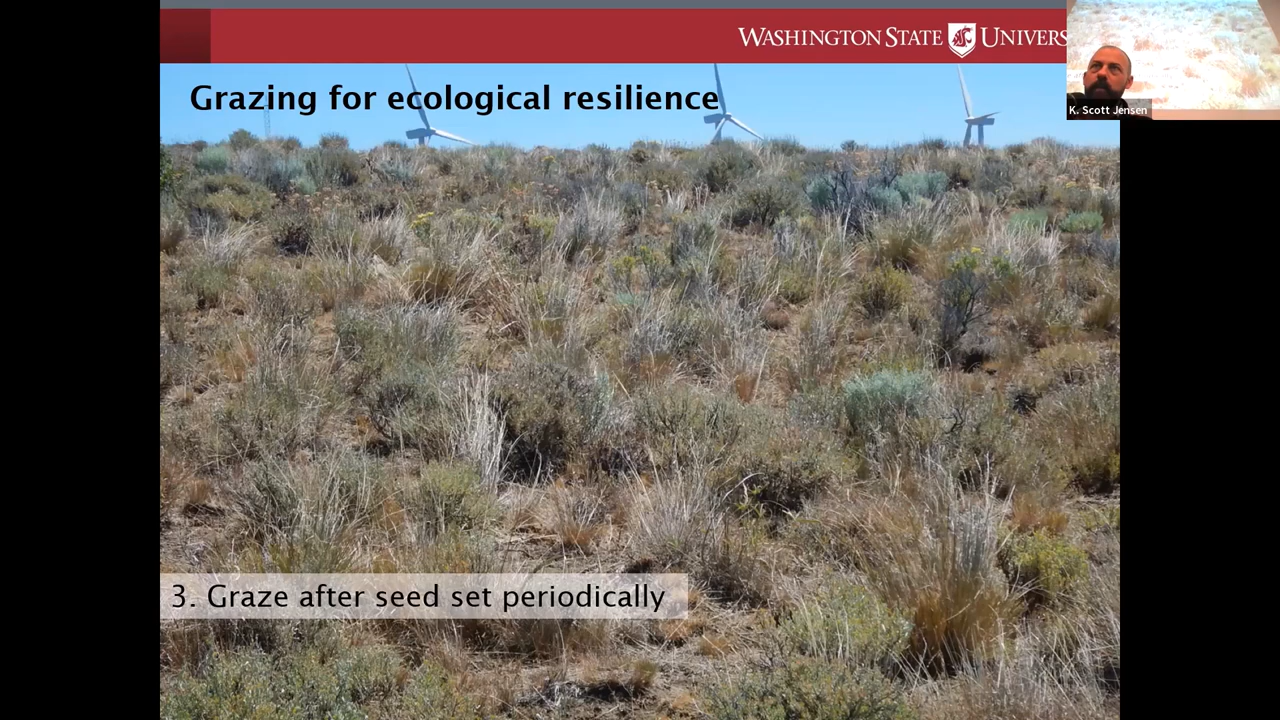 WASHINGTON STATE UNIVERS
K. Scott Jensen
Grazing for ecological resilience
3. Graze after seed set periodically